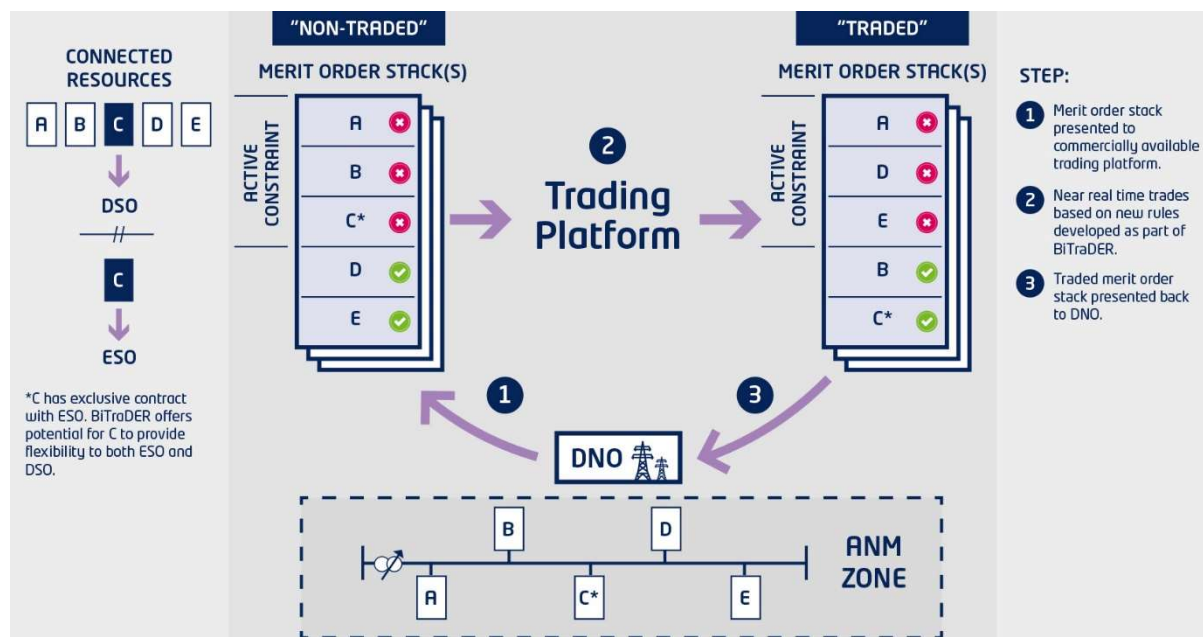 CONNECTED
RESOURCES
A B C D E
DSO
C
ESO
*C has exclusive contract
with ESO. BiTraDER offers
potential for C to provide
flexibility to both ESO and
DSO.
"NON-TRADED"
MERIT ORDER STACK(S)
ACTIVE
CONSTRAINT
A
B
C*
D
E
2
Trading
Platform
"TRADED"
MERIT ORDER STACK(S)
ACTIVE
CONSTRAINT
A
D
E
B
C*
1
3
DNO
B
D
A
C*
E
ANM
ZONE
STEP:
1 Merit order stack
presented to
commercially available
trading platform.
2 Near real time trades
based on new rules
developed as part of
BiTraDER.
3 Traded merit order
stack presented back
to DNO.